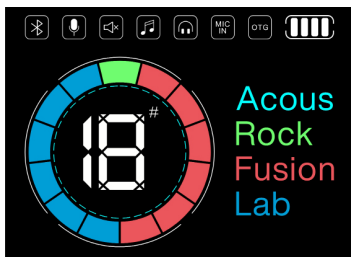 MIC IN
OTG
18#
Acous
Rock
Fusion
Lab